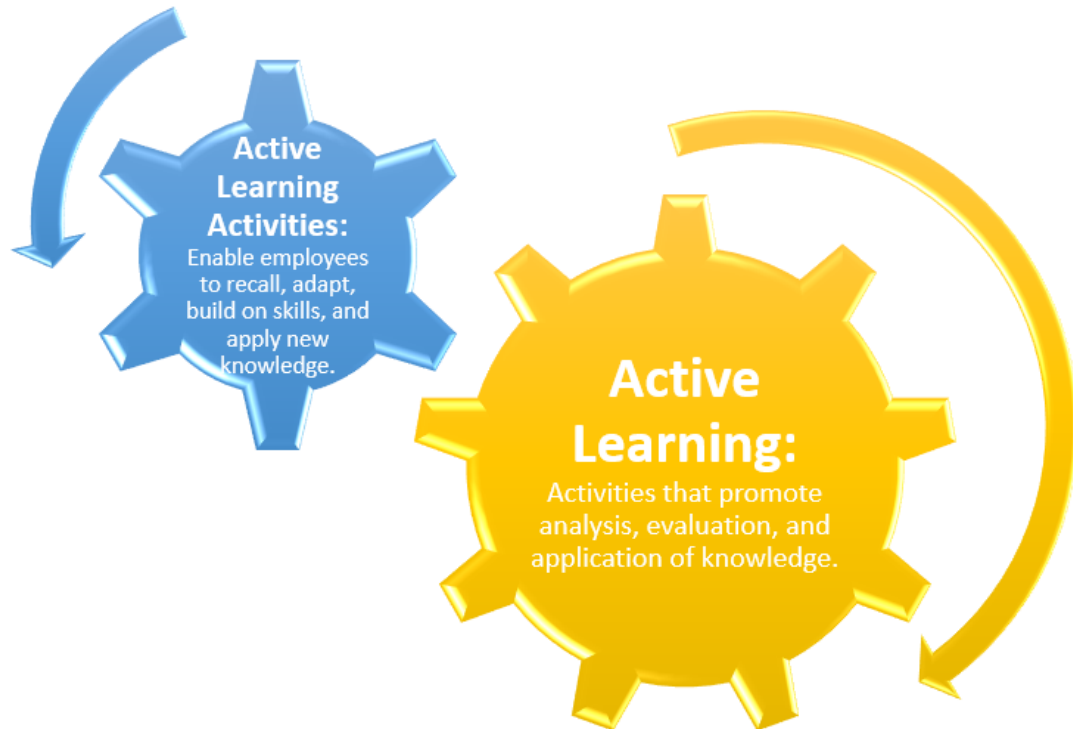 Active
Learning
Activities:
Enable employees
to recall, adapt,
build on skills, and
apply new
knowledge.
Active
Learning:
Activities that promote
analysis, evaluation, and
application of knowledge.